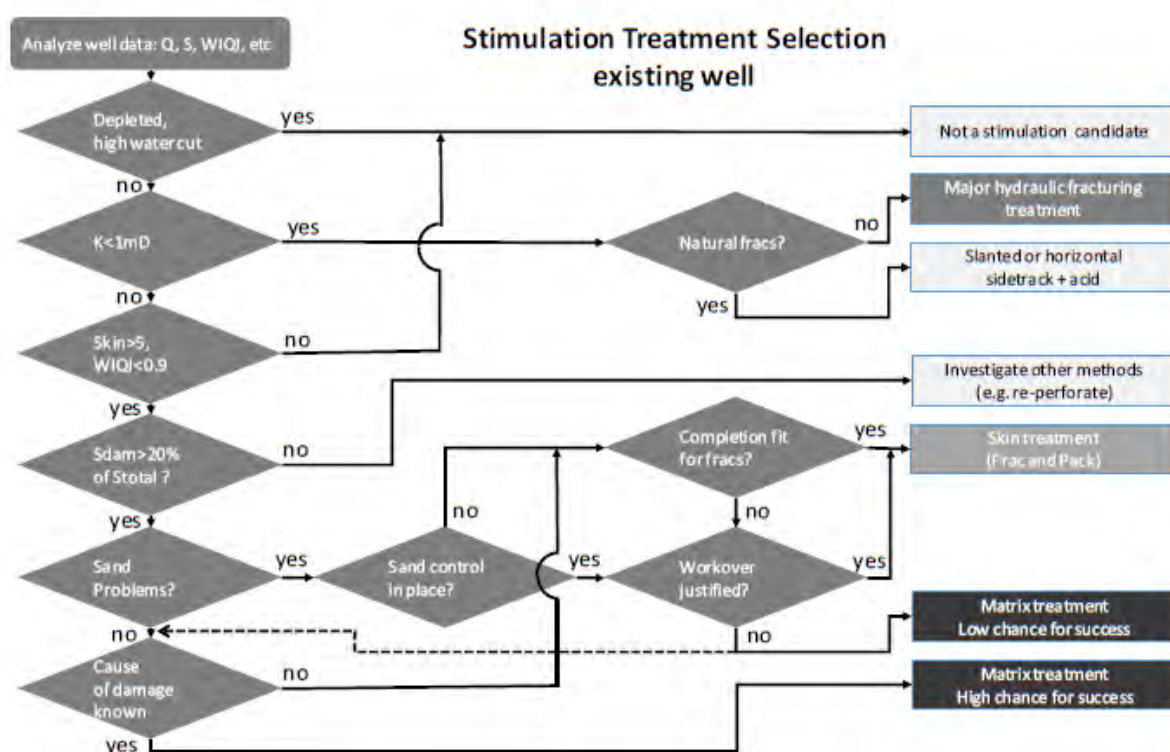 Stimulation Treatment Selection
existing well
Analyze well data: Q, S, WIQI, etc
Depleted,
high water cut
yes
Not a stimulation candidate
no
K<1mD
yes
Natural fracs?
no
Major hydraulic fracturing
treatment
yes
Slanted or horizontal
sidetrack + acid
no
Skin>5,
WIQI<0.9
no
yes
Investigate other methods
(e.g. re-perforate)
Sdam>20%
of Stotal ?
no
Completion fit
for fracs?
yes
Skin treatment
(Frac and Pack)
yes
no
no
Sand
Problems?
yes
Sand control
in place?
yes
Workover
justified?
yes
no
no
Matrix treatment
Low chance for success
Cause
of damage
known
no
Matrix treatment
High chance for success
yes